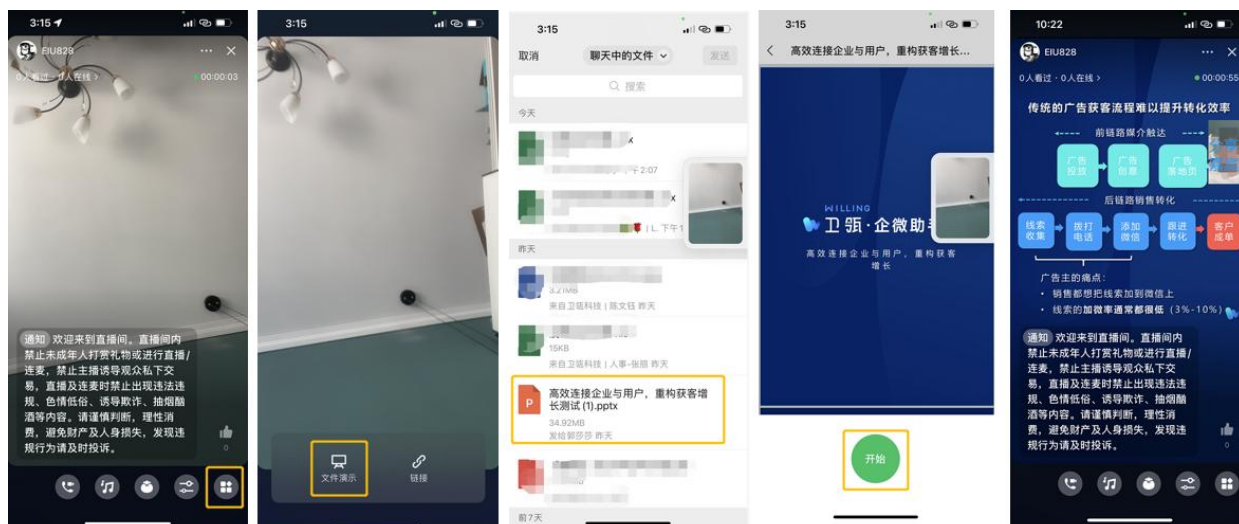 3:15
EIU828
0人看过 · 0人在线 >
00:00:03
通知 欢迎来到直播间。直播间内
禁止未成年人打赏礼物或进行直播/
连麦，禁止主播诱导观众私下交
易，直播及连麦时禁止出现违法违
规、色情低俗、诱导欺诈、抽烟酗
酒等内容。请谨慎判断，理性消
费，避免财产及人身损失，发现违
规行为请及时投诉。
0
3:15
文件演示
链接
3:15
取消
聊天中的文件
发送
搜索
今天
下午 2:07
昨天
3.21MB
来自卫瓴科技 | 陈文钰 昨天
15KB
来自卫瓴科技 | 人事-张丽 昨天
P
高效连接企业与用户，重构获客增
长测试 (1).pptx
34.92MB
发给郭莎莎 昨天
前7天
3:15
高效连接企业与用户，重构获客增长...
WILLING
卫瓴·企微助
高效连接企业与用户，重构获客
增长
开始
10:22
EIU828
0人看过 · 0人在线 >
00:00:55
传统的广告获客流程难以提升转化效率
前链路媒介触达
广告
投放
广告
创意
广告
落地页
后链路销售转化
线索
收集
拨打
电话
添加
微信
跟进
转化
客户
成单
广告主的痛点：
· 销售都想把线索加到微信上
· 线索的加微率通常都很低（3%-10%）
通知 欢迎来到直播间。直播间内
禁止未成年人打赏礼物或进行直播/
连麦，禁止主播诱导观众私下交
易，直播及连麦时禁止出现违法违
规、色情低俗、诱导欺诈、抽烟酗
酒等内容。请谨慎判断，理性消
费，避免财产及人身损失，发现违
规行为请及时投诉。
0